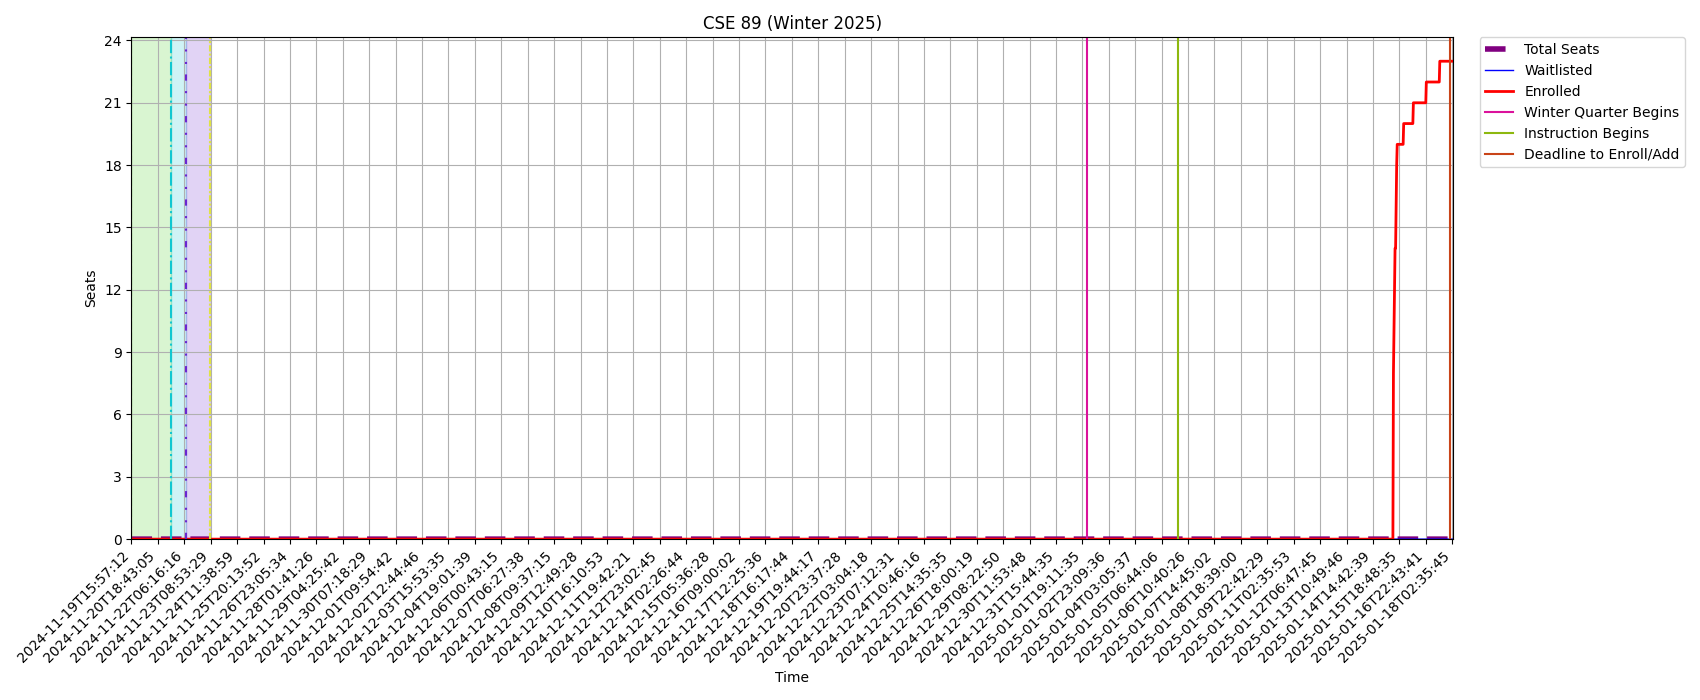 CSE 89 (Winter 2025)
24
21
18
15
12
9
6
3
0
Seats
2024-11-19T15:57:12
2024-11-20T18:43:05
2024-11-22T06:16:16
2024-11-23T08:53:29
2024-11-24T11:38:59
2024-11-25T20:13:52
2024-11-26T23:05:34
2024-11-28T01:41:26
2024-11-29T04:25:42
2024-11-30T07:18:29
2024-12-01T09:54:42
2024-12-02T12:44:46
2024-12-03T15:53:35
2024-12-04T19:01:39
2024-12-06T00:43:15
2024-12-07T06:27:38
2024-12-08T09:37:15
2024-12-09T12:49:28
2024-12-10T16:10:53
2024-12-11T19:42:21
2024-12-12T23:02:45
2024-12-14T02:26:44
2024-12-15T05:36:28
2024-12-16T09:00:02
2024-12-17T12:25:36
2024-12-18T16:17:44
2024-12-19T19:44:17
2024-12-20T23:37:28
2024-12-22T03:04:18
2024-12-23T07:12:31
2024-12-24T10:46:16
2024-12-25T14:35:35
2024-12-26T18:00:19
2024-12-29T08:22:50
2024-12-30T11:53:48
2024-12-31T15:44:35
2025-01-01T19:11:35
2025-01-02T23:09:36
2025-01-04T03:05:37
2025-01-05T06:44:06
2025-01-06T10:40:26
2025-01-07T14:45:02
2025-01-08T18:39:00
2025-01-09T22:42:29
2025-01-11T02:35:53
2025-01-12T06:47:45
2025-01-13T10:49:46
2025-01-14T14:42:39
2025-01-15T18:48:35
2025-01-16T22:43:41
2025-01-18T02:35:45
Time
Total Seats
Waitlisted
Enrolled
Winter Quarter Begins
Instruction Begins
Deadline to Enroll/Add